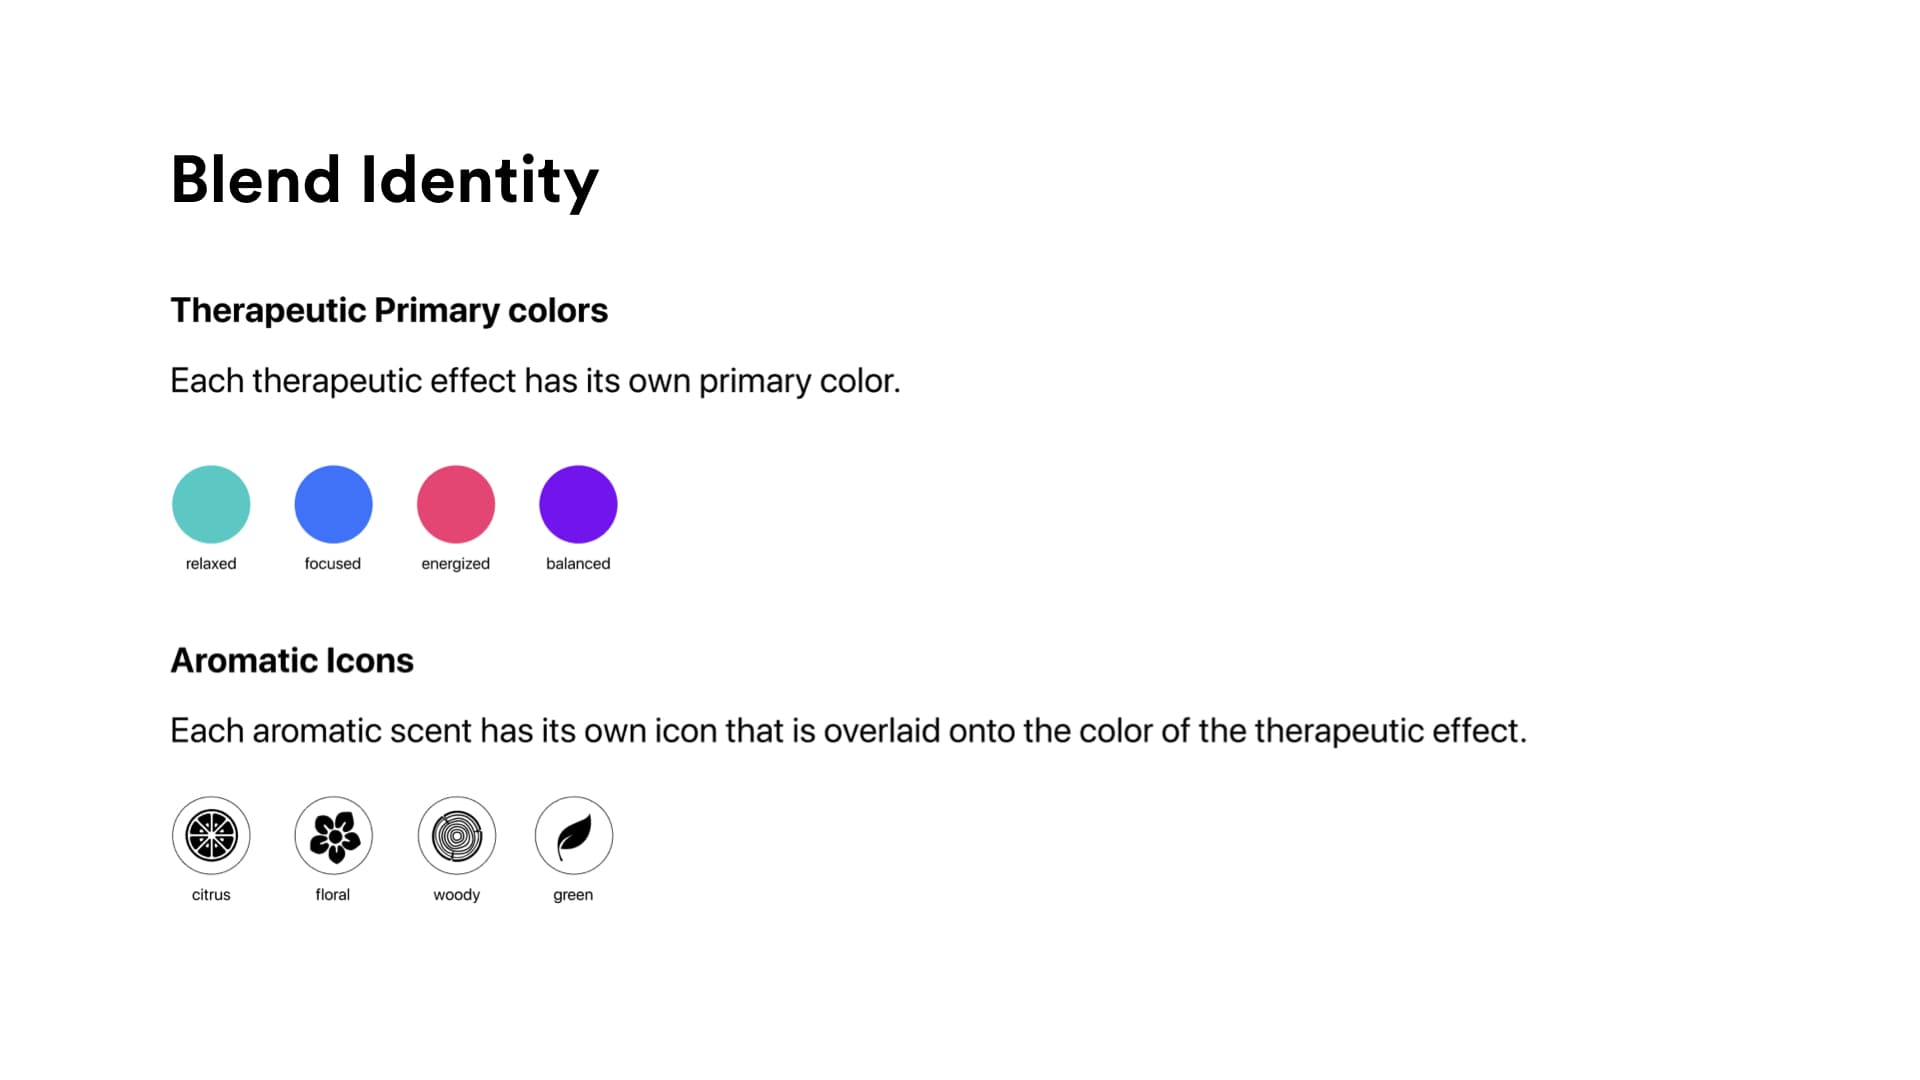 Blend Identity
Therapeutic Primary colors
Each therapeutic effect has its own primary color.
relaxed focused energized balanced
Aromatic Icons
Each aromatic scent has its own icon that is overlaid onto the color of the therapeutic effect.
citrus floral woody green